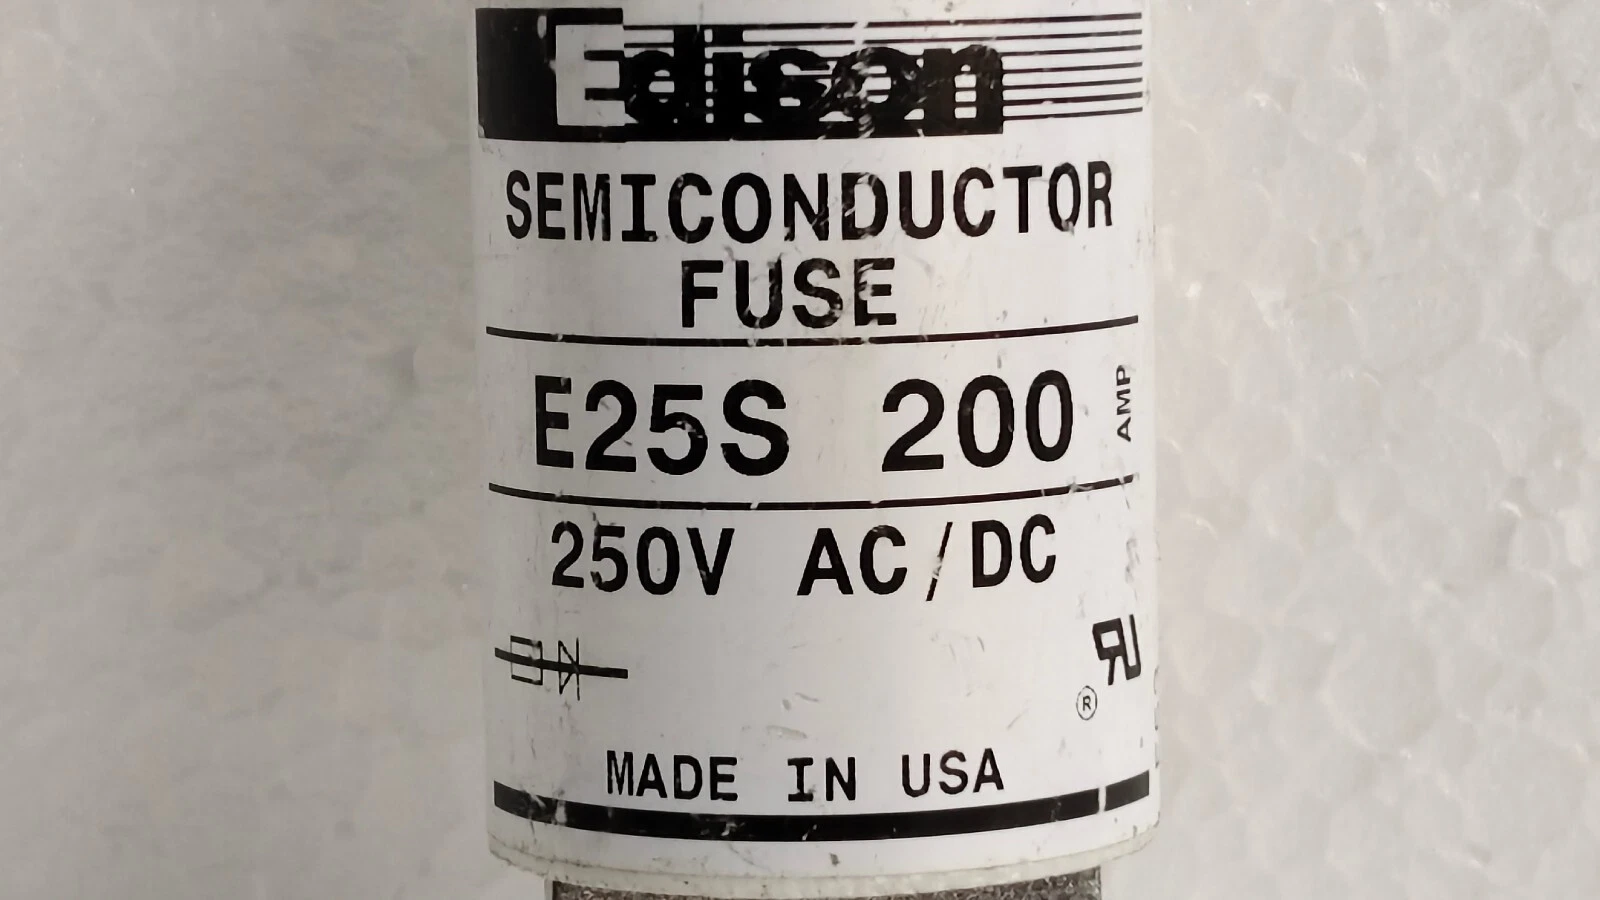 Edison
SEMICONDUCTOR
FUSE
E25S 200 AMP
250V AC/DC
®
MADE IN USA